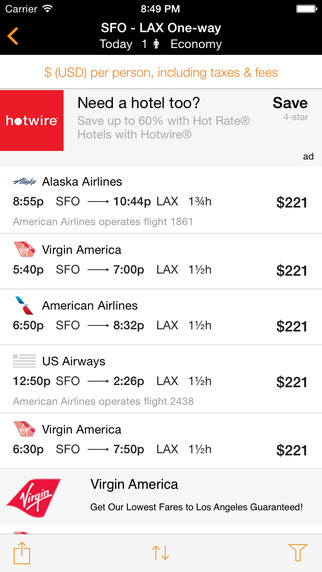 Carrier 8:49 PM
SFO - LAX One-way
Today 1 Economy
$ (USD) per person, including taxes & fees
hotwire
Need a hotel too? Save
Save up to 60% with Hot Rate® 4-star
Hotels with Hotwire®
ad
Alaska Alaska Airlines
8:55p SFO → 10:44p LAX 1¾h $221
American Airlines operates flight 1861
Virgin America
5:40p SFO → 7:00p LAX 1½h $221
American Airlines
6:50p SFO → 8:32p LAX 1½h $221
US Airways
12:50p SFO → 2:26p LAX 1½h $221
American Airlines operates flight 2438
Virgin America
6:30p SFO → 7:50p LAX 1½h $221
Virgin Virgin America
Get Our Lowest Fares to Los Angeles Guaranteed!